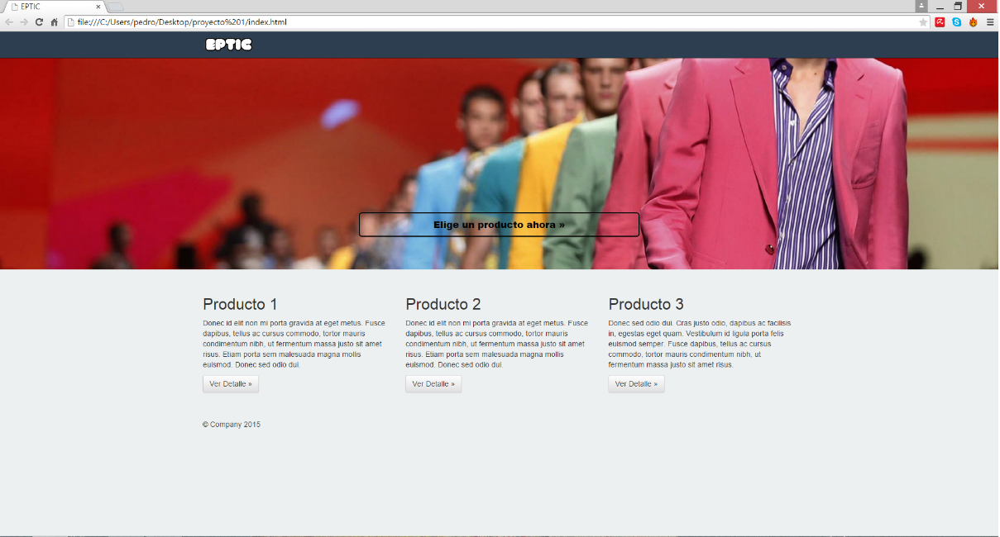 EPTIC
file:///C:/Users/pedro/Desktop/proyecto%201/index.html
EPTIC
Elige un producto ahora »
Producto 1
Donec id elit non mi porta gravida at eget metus. Fusce
dapibus, tellus ac cursus commodo, tortor mauris
condimentum nibh, ut fermentum massa justo sit amet
risus. Etiam porta sem malesuada magna mollis
euismod. Donec sed odio dui.
Ver Detalle »
Producto 2
Donec id elit non mi porta gravida at eget metus. Fusce
dapibus, tellus ac cursus commodo, tortor mauris
condimentum nibh, ut fermentum massa justo sit amet
risus. Etiam porta sem malesuada magna mollis
euismod. Donec sed odio dui.
Ver Detalle »
Producto 3
Donec sed odio dui. Cras justo odio, dapibus ac facilisis
in, egestas eget quam. Vestibulum id ligula porta felis
euismod semper. Fusce dapibus, tellus ac cursus
commodo, tortor mauris condimentum nibh, ut
fermentum massa justo sit amet risus.
Ver Detalle »
© Company 2015